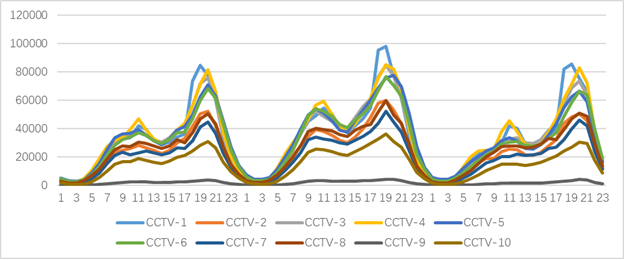 120000
100000
80000
60000
40000
20000
0
1 3 5 7 9 11 13 15 17 19 21 23 1 3 5 7 9 11 13 15 17 19 21 23 1 3 5 7 9 11 13 15 17 19 21 23
CCTV-1 CCTV-2 CCTV-3 CCTV-4 CCTV-5
CCTV-6 CCTV-7 CCTV-8 CCTV-9 CCTV-10